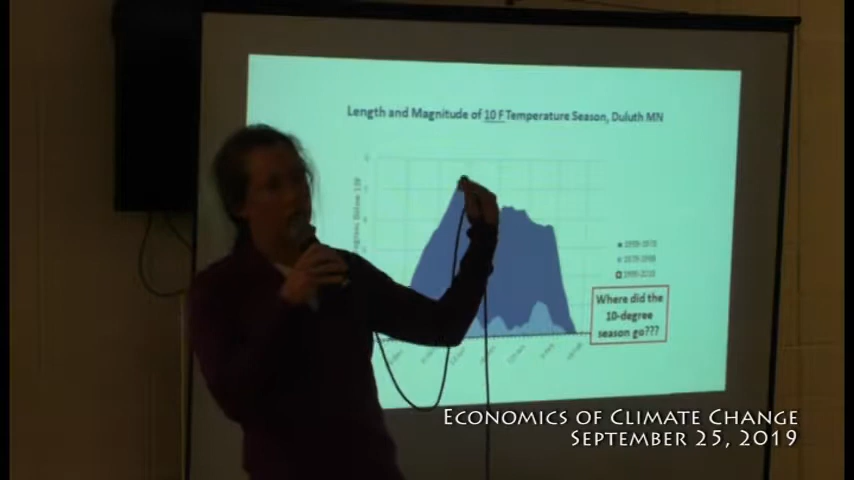 Length and Magnitude of 10 F Temperature Season, Duluth MN
Where did the
10-degree
season go???
Economics of Climate Change
September 25, 2019